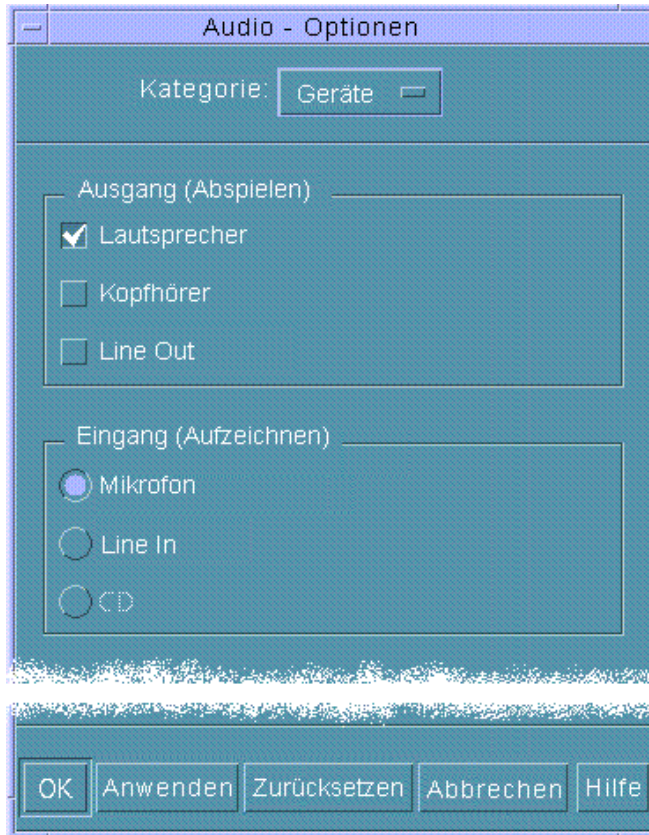 Audio - Optionen
Kategorie: Geräte
Ausgang (Abspielen)
Lautsprecher
Kopfhörer
Line Out
Eingang (Aufzeichnen)
Mikrofon
Line In
CD
OK Anwenden Zurücksetzen Abbrechen Hilfe